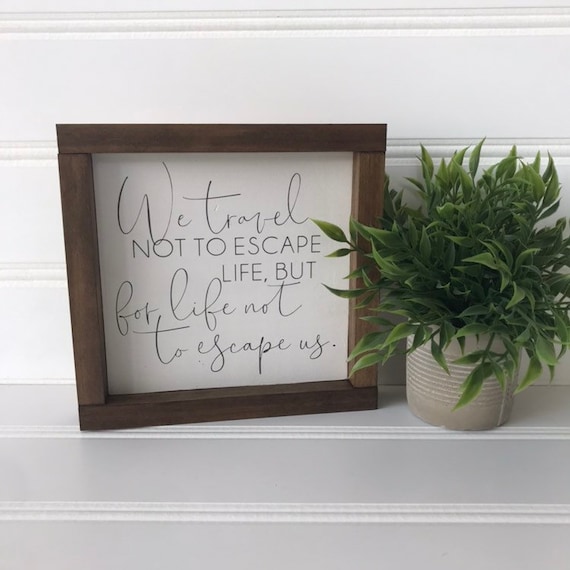 We travel
NOT TO ESCAPE
LIFE, BUT
for life not
to escape us.